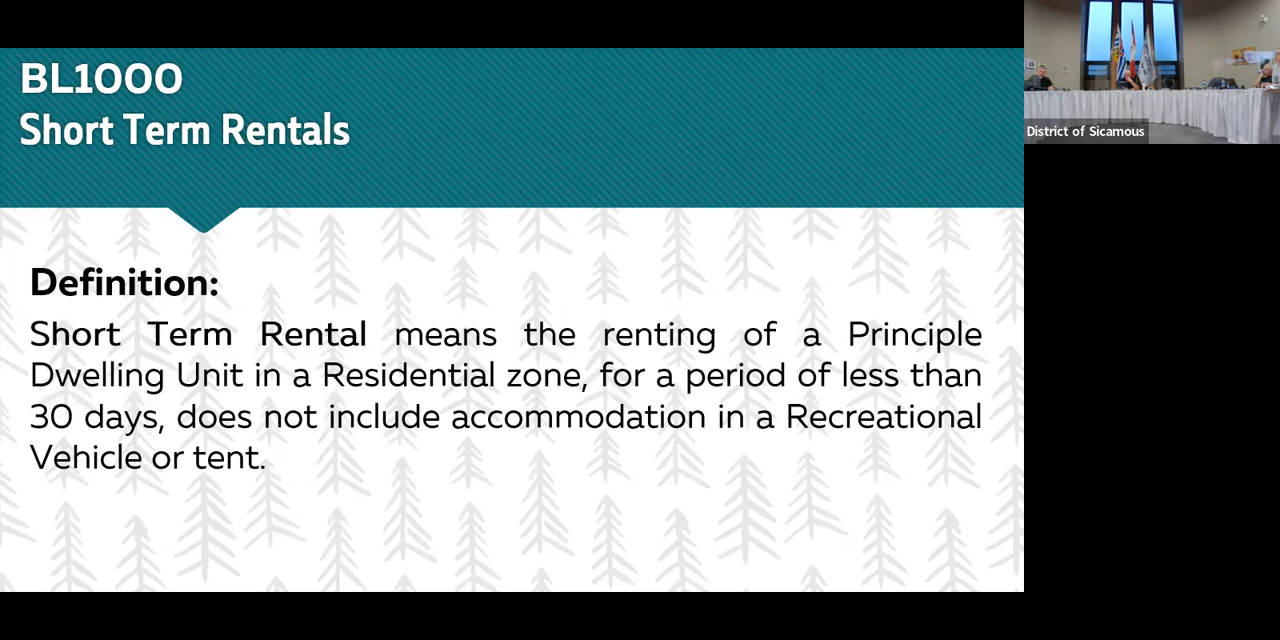 BL1000
Short Term Rentals
Definition:
Short Term Rental means the renting of a Principle
Dwelling Unit in a Residential zone, for a period of less than
30 days, does not include accommodation in a Recreational
Vehicle or tent.
District of Sicamous